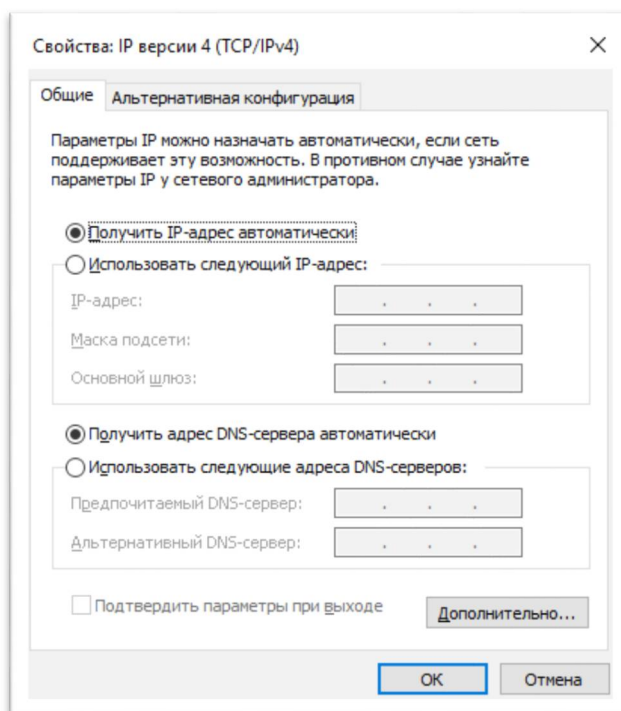 Свойства: IP версии 4 (TCP/IPv4)
Общие
Альтернативная конфигурация
Параметры IP можно назначать автоматически, если сеть
поддерживает эту возможность. В противном случае узнайте
параметры IP у сетевого администратора.
Получить IP-адрес автоматически
Использовать следующий IP-адрес:
IP-адрес:
Маска подсети:
Основной шлюз:
Получить адрес DNS-сервера автоматически
Использовать следующие адреса DNS-серверов:
Предпочитаемый DNS-сервер:
Альтернативный DNS-сервер:
Подтвердить параметры при выходе
Дополнительно...
ОК
Отмена